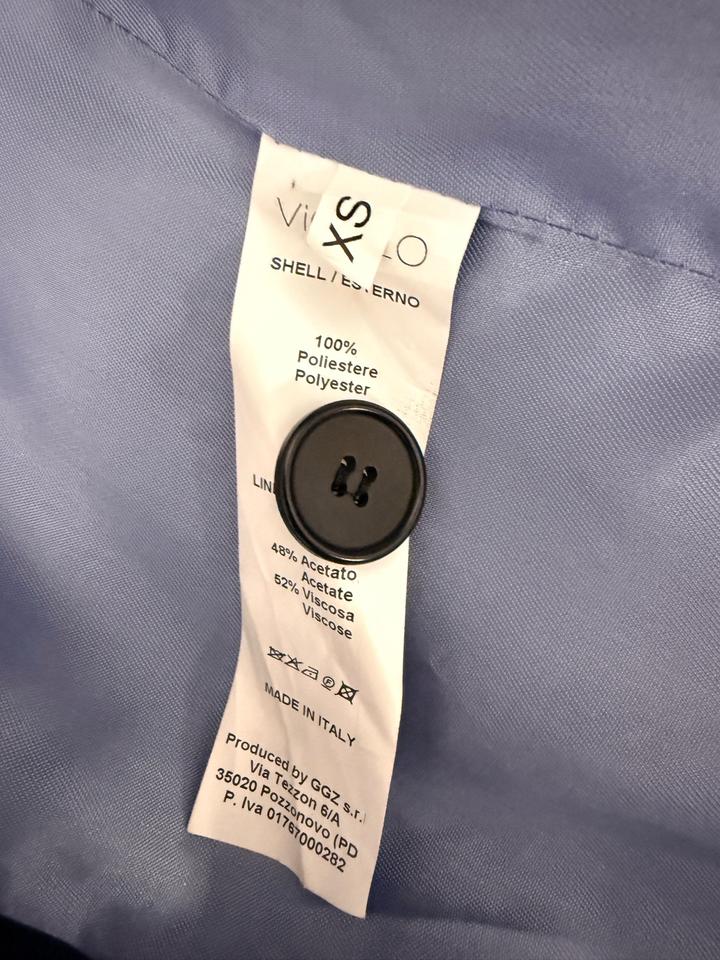 XS
SHELL / ESTERNO
100%
Poliestere
Polyester
48% Acetato
Acetate
52% Viscosa
Viscose
MADE IN ITALY
Produced by GGZ s.r.l
Via Tezzon 6/A
35020 Pozzonovo (PD
P. Iva 01767000282